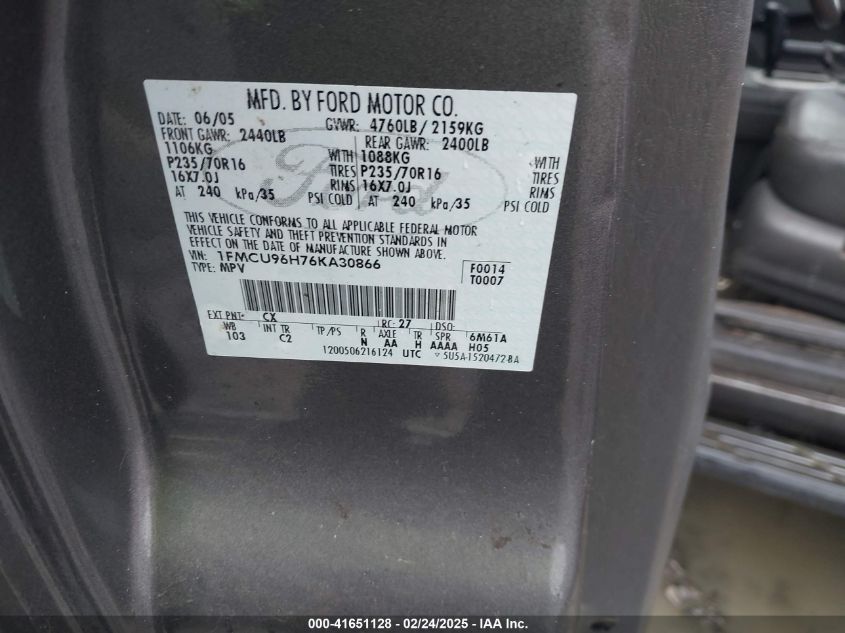 MFD. BY FORD MOTOR CO.
DATE: 06/05 GVWR: 4760LB/ 2159KG
FRONT GAWR: 2440LB REAR GAWR: 2400LB
1106KG WITH 1088KG WITH
P235/70R16 TIRES P235/70R16 TIRES
16X7.0J RIMS 16X7.0J RIMS
AT 240 kPa/35 PSI COLD AT 240 kPa/35 PSI COLD
Ford
THIS VEHICLE CONFORMS TO ALL APPLICABLE FEDERAL MOTOR
VEHICLE SAFETY AND THEFT PREVENTION STANDARDS IN
EFFECT ON THE DATE OF MANUFACTURE SHOWN ABOVE.
VIN: 1FMCU96H76KA30866 F0014
TYPE: MPV T0007
EXT PNT: CX RC: 27 DSO:
WB INT TR TP/PS R AXLE TR SPR 6M61A
103 C2 N AA H AAAA H05
1200506216124 UTC ▽ 5U5A-1520472-BA
000-41651128 - 02/24/2025 - IAA Inc.